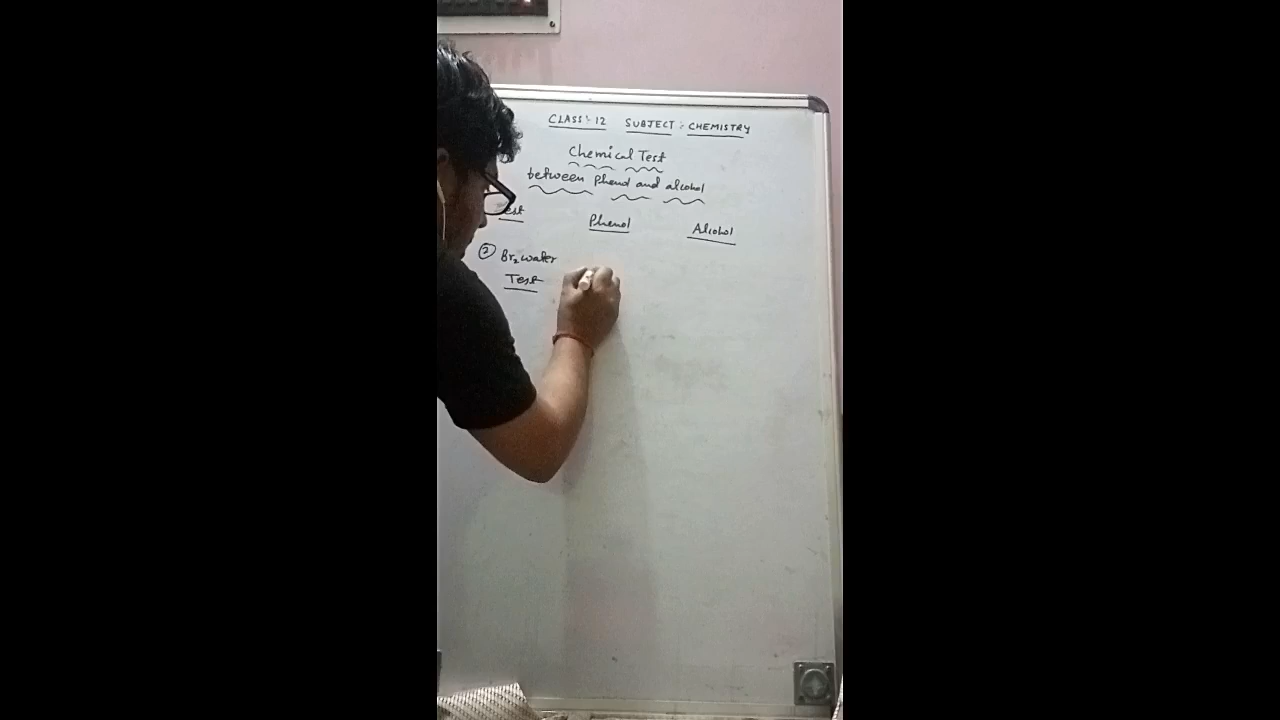 CLASS:- 12 SUBJECT:- CHEMISTRY
Chemical Test
between phenol and alcohol
Test Phenol Alcohol
② Br₂ water
Test